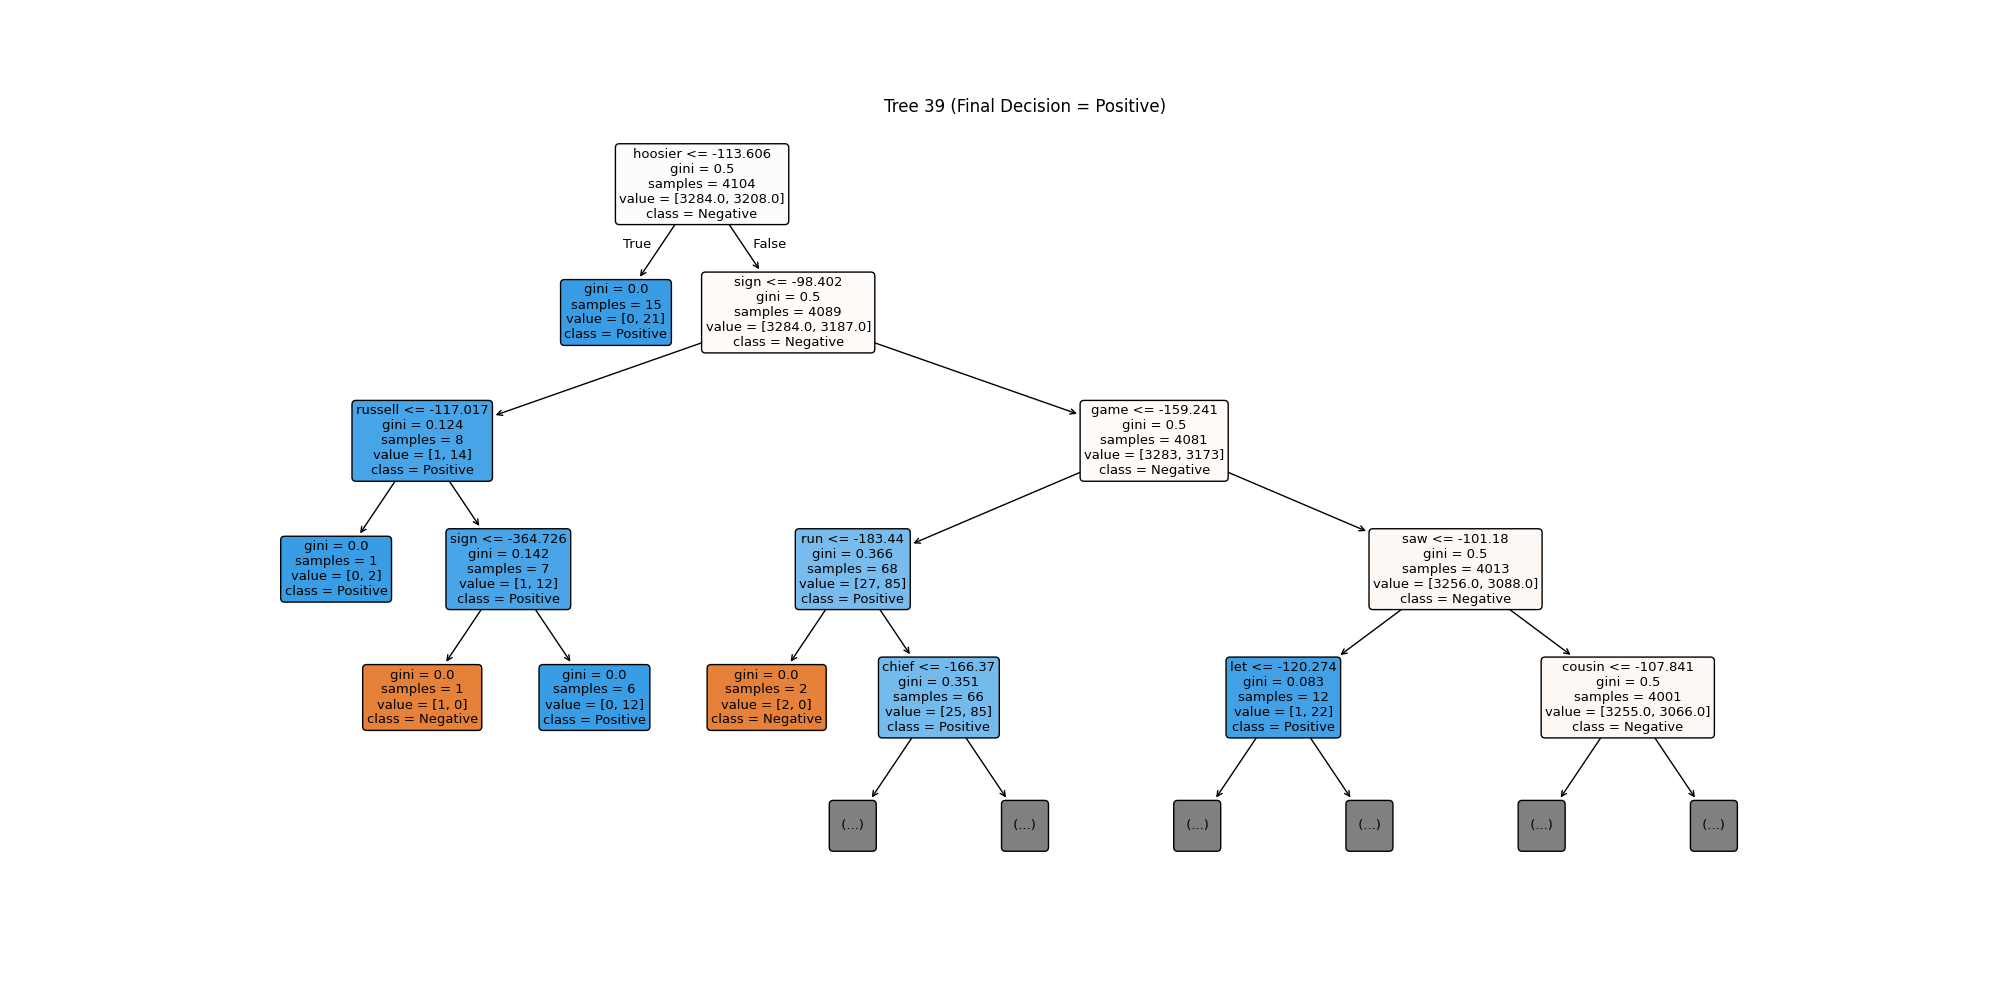 Tree 39 (Final Decision = Positive)
hoosier <= -113.606
gini = 0.5
samples = 4104
value = [3284.0, 3208.0]
class = Negative
True
False
gini = 0.0
samples = 15
value = [0, 21]
class = Positive
sign <= -98.402
gini = 0.5
samples = 4089
value = [3284.0, 3187.0]
class = Negative
russell <= -117.017
gini = 0.124
samples = 8
value = [1, 14]
class = Positive
game <= -159.241
gini = 0.5
samples = 4081
value = [3283, 3173]
class = Negative
gini = 0.0
samples = 1
value = [0, 2]
class = Positive
sign <= -364.726
gini = 0.142
samples = 7
value = [1, 12]
class = Positive
run <= -183.44
gini = 0.366
samples = 68
value = [27, 85]
class = Positive
saw <= -101.18
gini = 0.5
samples = 4013
value = [3256.0, 3088.0]
class = Negative
gini = 0.0
samples = 1
value = [1, 0]
class = Negative
gini = 0.0
samples = 6
value = [0, 12]
class = Positive
gini = 0.0
samples = 2
value = [2, 0]
class = Negative
chief <= -166.37
gini = 0.351
samples = 66
value = [25, 85]
class = Positive
let <= -120.274
gini = 0.083
samples = 12
value = [1, 22]
class = Positive
cousin <= -107.841
gini = 0.5
samples = 4001
value = [3255.0, 3066.0]
class = Negative
(...)
(...)
(...)
(...)
(...)
(...)